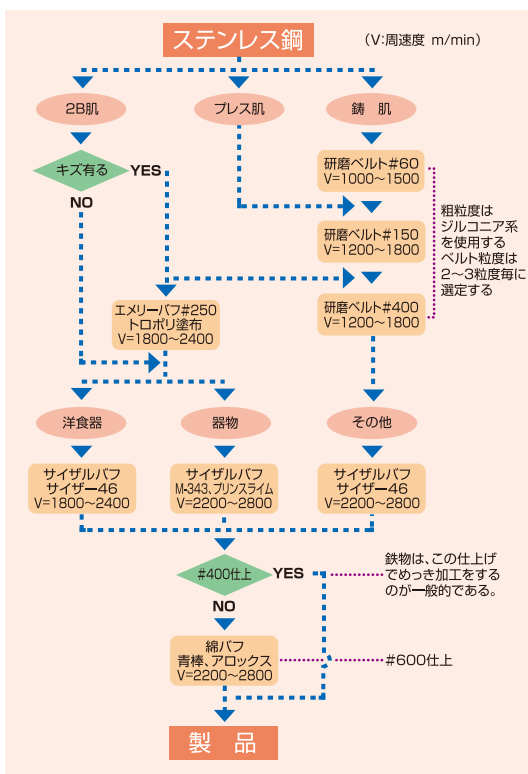 ステンレス鋼
（V：周速度 m/min）
2B肌
プレス肌
鋳　肌
キズ有る
YES
NO
研磨ベルト#60
V=1000～1500
研磨ベルト#150
V=1200～1800
研磨ベルト#400
V=1200～1800
粗粒度は
ジルコニア系
を使用する
ベルト粒度は
2～3粒度毎に
選定する
エメリーバフ#250
トロポリ塗布
V=1800～2400
洋食器
器物
その他
サイザルバフ
サイザー46
V=1800～2400
サイザルバフ
M-343、プリンスライム
V=2200～2800
サイザルバフ
サイザー46
V=2200～2800
#400仕上
YES
NO
鉄物は、この仕上げ
でめっき加工をする
のが一般的である。
綿バフ
青棒、アロックス
V=2200～2800
#600仕上
製　品